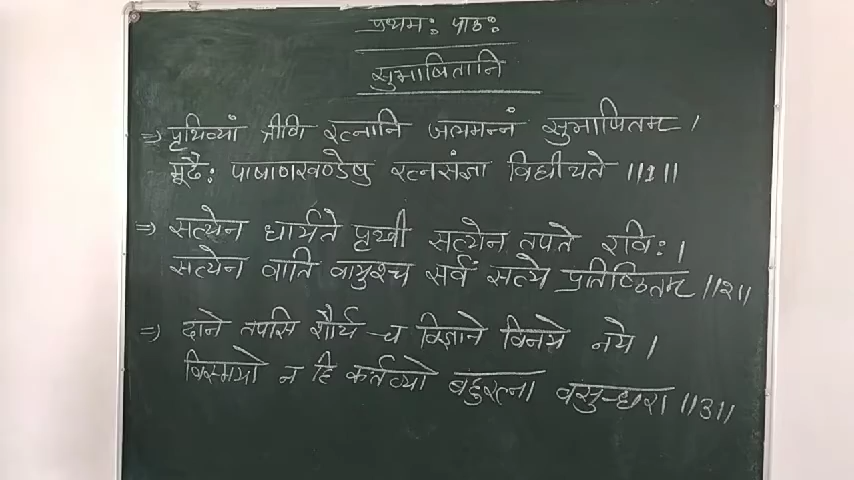 प्रथमः पाठः
सुभाषितानि
=> पृथिव्यां त्रीणि रत्नानि जलमन्नं सुभाषितम् ।
मूढैः पाषाणखण्डेषु रत्नसंज्ञा विधीयते ॥1॥
=> सत्येन धार्यते पृथ्वी सत्येन तपते रविः ।
सत्येन वाति वायुश्च सर्वं सत्ये प्रतिष्ठितम् ॥२॥
=> दाने तपसि शौर्ये च विज्ञाने विनये नये ।
विस्मयो न हि कर्तव्यो बहुरत्ना वसुन्धरा ॥3॥